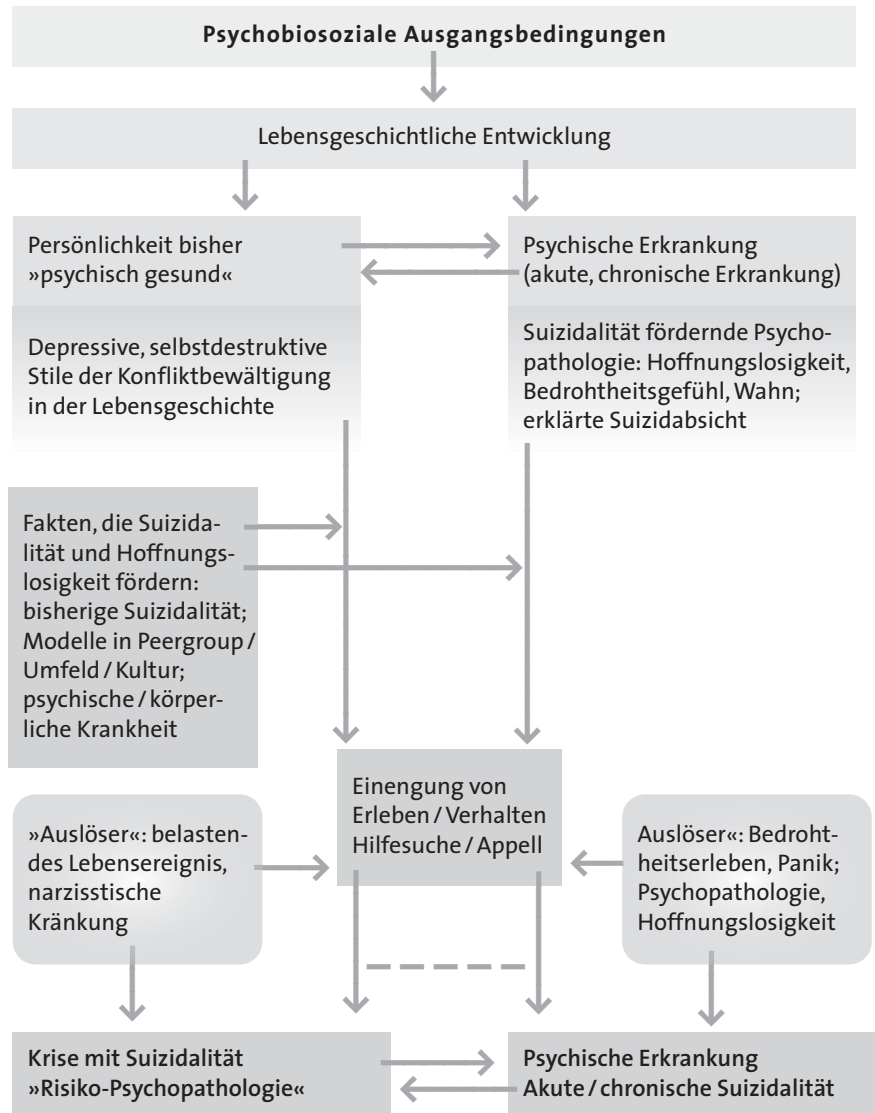 Psychobiosoziale Ausgangsbedingungen
Lebensgeschichtliche Entwicklung
Persönlichkeit bisher
»psychisch gesund«
Psychische Erkrankung
(akute, chronische Erkrankung)
Depressive, selbstdestruktive
Stile der Konfliktbewältigung
in der Lebensgeschichte
Suizidalität fördernde Psycho-
pathologie: Hoffnungslosigkeit,
Bedrohtheitsgefühl, Wahn;
erklärte Suizidabsicht
Fakten, die Suizida-
lität und Hoffnungs-
losigkeit fördern:
bisherige Suizidalität;
Modelle in Peergroup /
Umfeld / Kultur;
psychische / körper-
liche Krankheit
Einengung von
Erleben / Verhalten
Hilfesuche / Appell
»Auslöser«: belasten-
des Lebensereignis,
narzisstische
Kränkung
Auslöser«: Bedroht-
heitserleben, Panik;
Psychopathologie,
Hoffnungslosigkeit
Krise mit Suizidalität
»Risiko-Psychopathologie«
Psychische Erkrankung
Akute / chronische Suizidalität